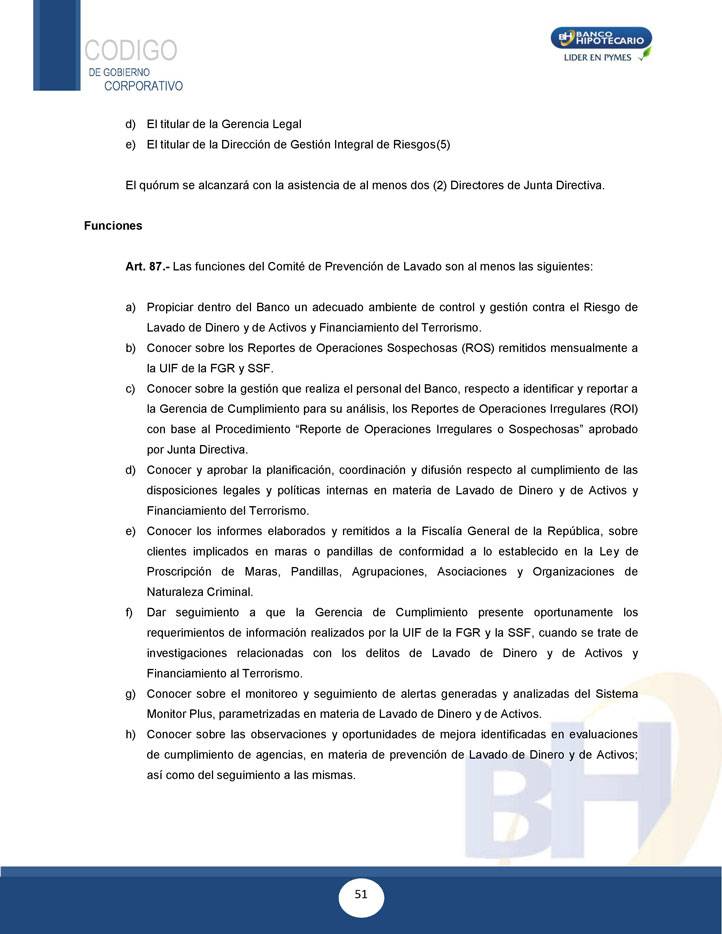 CODIGO
DE GOBIERNO
CORPORATIVO
BH BANCO
HIPOTECARIO
LIDER EN PYMES
d) El titular de la Gerencia Legal
e) El titular de la Dirección de Gestión Integral de Riesgos(5)
El quórum se alcanzará con la asistencia de al menos dos (2) Directores de Junta Directiva.
Funciones
Art. 87.- Las funciones del Comité de Prevención de Lavado son al menos las siguientes:
a) Propiciar dentro del Banco un adecuado ambiente de control y gestión contra el Riesgo de
Lavado de Dinero y de Activos y Financiamiento del Terrorismo.
b) Conocer sobre los Reportes de Operaciones Sospechosas (ROS) remitidos mensualmente a
la UIF de la FGR y SSF.
c) Conocer sobre la gestión que realiza el personal del Banco, respecto a identificar y reportar a
la Gerencia de Cumplimiento para su análisis, los Reportes de Operaciones Irregulares (ROI)
con base al Procedimiento “Reporte de Operaciones Irregulares o Sospechosas” aprobado
por Junta Directiva.
d) Conocer y aprobar la planificación, coordinación y difusión respecto al cumplimiento de las
disposiciones legales y políticas internas en materia de Lavado de Dinero y de Activos y
Financiamiento del Terrorismo.
e) Conocer los informes elaborados y remitidos a la Fiscalía General de la República, sobre
clientes implicados en maras o pandillas de conformidad a lo establecido en la Ley de
Proscripción de Maras, Pandillas, Agrupaciones, Asociaciones y Organizaciones de
Naturaleza Criminal.
f) Dar seguimiento a que la Gerencia de Cumplimiento presente oportunamente los
requerimientos de información realizados por la UIF de la FGR y la SSF, cuando se trate de
investigaciones relacionadas con los delitos de Lavado de Dinero y de Activos y
Financiamiento al Terrorismo.
g) Conocer sobre el monitoreo y seguimiento de alertas generadas y analizadas del Sistema
Monitor Plus, parametrizadas en materia de Lavado de Dinero y de Activos.
h) Conocer sobre las observaciones y oportunidades de mejora identificadas en evaluaciones
de cumplimiento de agencias, en materia de prevención de Lavado de Dinero y de Activos;
así como del seguimiento a las mismas.
BH
51